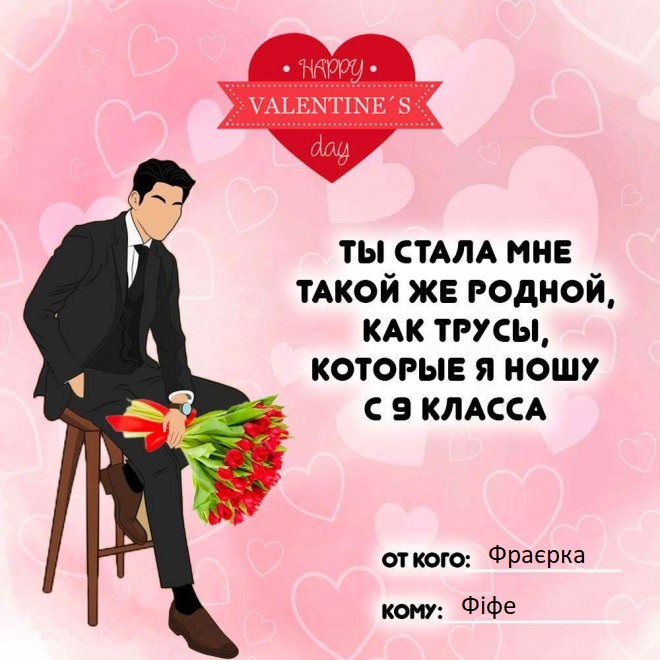 HAPPY
VALENTINE´S
day
ТЫ СТАЛА МНЕ
ТАКОЙ ЖЕ РОДНОЙ,
КАК ТРУСЫ,
КОТОРЫЕ Я НОШУ
С 9 КЛАССА
ОТ КОГО: Фраєрка
КОМУ: Фіфе